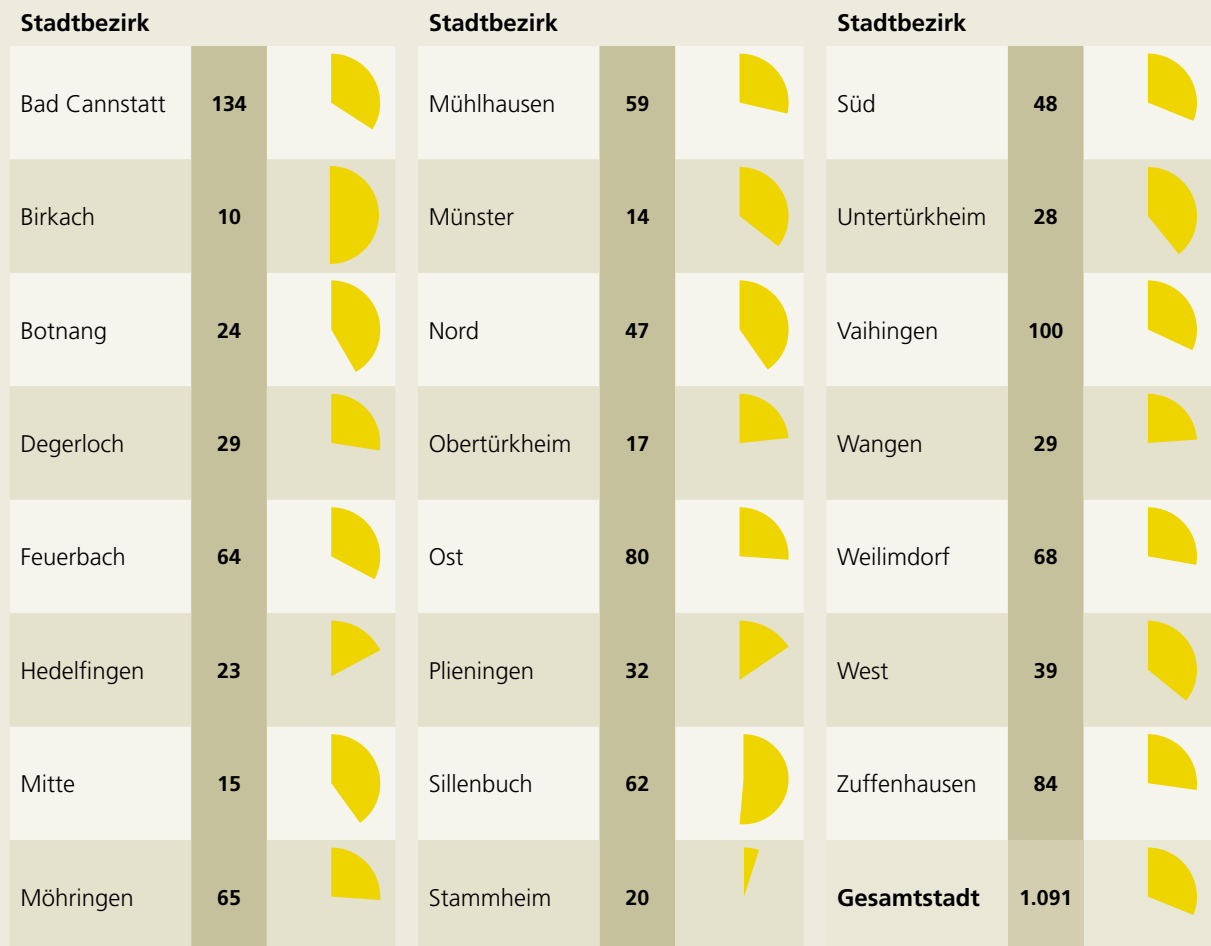 Stadtbezirk
Bad Cannstatt 134
Birkach 10
Botnang 24
Degerloch 29
Feuerbach 64
Hedelfingen 23
Mitte 15
Möhringen 65
Stadtbezirk
Mühlhausen 59
Münster 14
Nord 47
Obertürkheim 17
Ost 80
Plieningen 32
Sillenbuch 62
Stammheim 20
Stadtbezirk
Süd 48
Untertürkheim 28
Vaihingen 100
Wangen 29
Weilimdorf 68
West 39
Zuffenhausen 84
Gesamtstadt 1.091